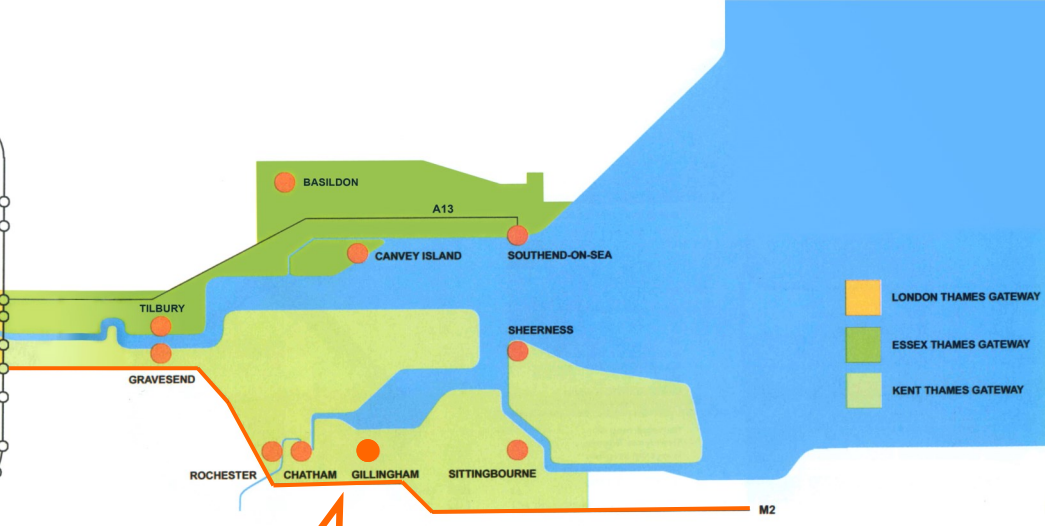 BASILDON
A13
CANVEY ISLAND
SOUTHEND-ON-SEA
LONDON THAMES GATEWAY
TILBURY
SHEERNESS
ESSEX THAMES GATEWAY
GRAVESEND
KENT THAMES GATEWAY
ROCHESTER
CHATHAM
GILLINGHAM
SITTINGBOURNE
M2